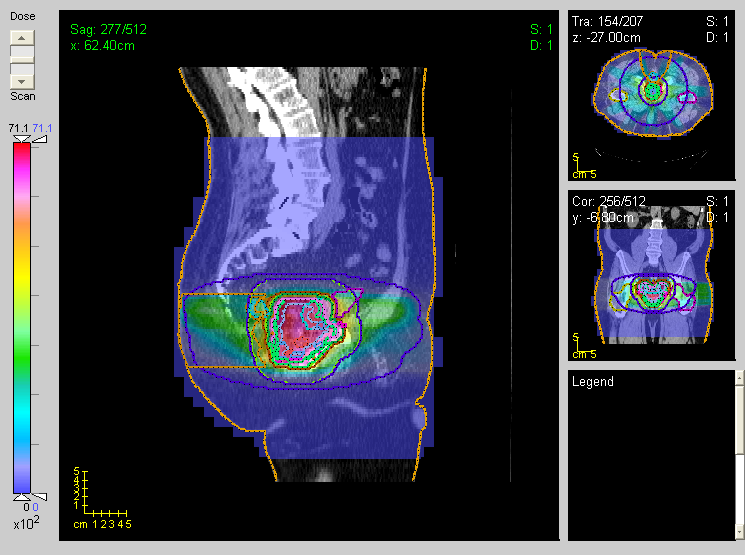 Dose
Scan
71.1 71.1
0 0
x10²
Sag: 277/512
x: 62.40cm
S: 1
D: 1
5
4
3
2
1
cm 1 2 3 4 5
Tra: 154/207
z: -27.00cm
S: 1
D: 1
5
cm 5
Cor: 256/512
y: -6.80cm
S: 1
D: 1
5
cm 5
Legend